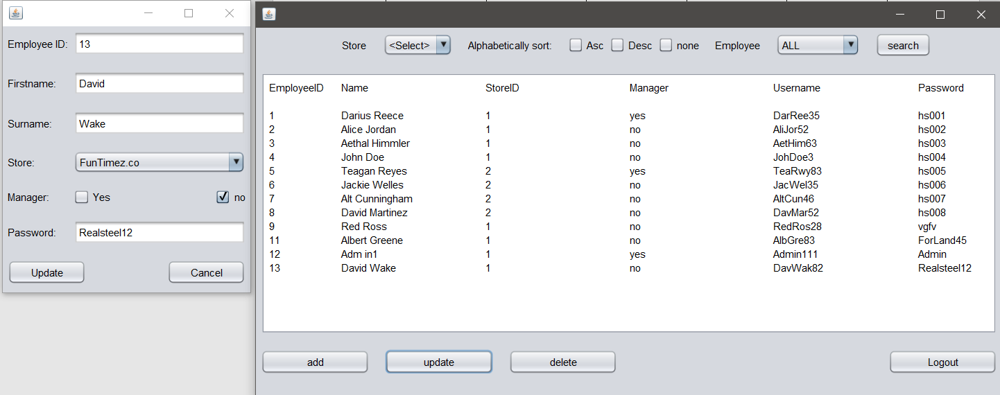 Employee ID: 13
Firstname: David
Surname: Wake
Store: FunTimez.co
Manager: Yes no
Password: Realsteel12
Update Cancel
Store <Select> Alphabetically sort: Asc Desc none Employee ALL search
EmployeeID Name StoreID Manager Username Password
1 Darius Reece 1 yes DarRee35 hs001
2 Alice Jordan 1 no AliJor52 hs002
3 Aethal Himmler 1 no AetHim63 hs003
4 John Doe 1 no JohDoe3 hs004
5 Teagan Reyes 2 yes TeaRwy83 hs005
6 Jackie Welles 2 no JacWel35 hs006
7 Alt Cunningham 2 no AltCun46 hs007
8 David Martinez 2 no DavMar52 hs008
9 Red Ross 1 no RedRos28 vgfv
11 Albert Greene 1 no AlbGre83 ForLand45
12 Adm in1 1 yes Admin111 Admin
13 David Wake 1 no DavWak82 Realsteel12
add update delete Logout